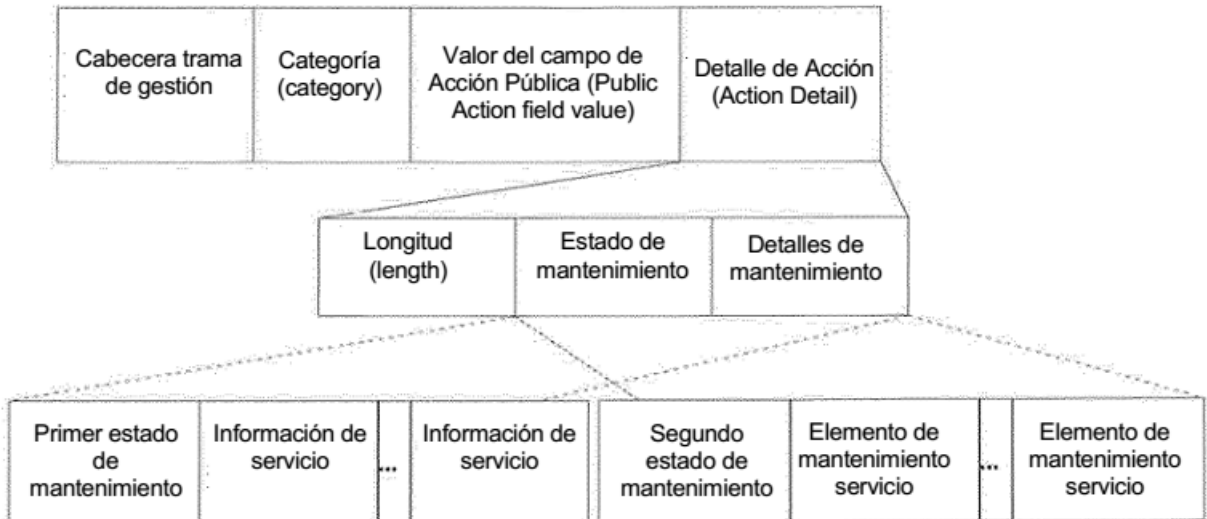 Cabecera trama
de gestión
Categoría
(category)
Valor del campo de
Acción Pública (Public
Action field value)
Detalle de Acción
(Action Detail)
Longitud
(length)
Estado de
mantenimiento
Detalles de
mantenimiento
Primer estado
de
mantenimiento
Información de
servicio
...
Información de
servicio
Segundo
estado de
mantenimiento
Elemento de
mantenimiento
servicio
...
Elemento de
mantenimiento
servicio